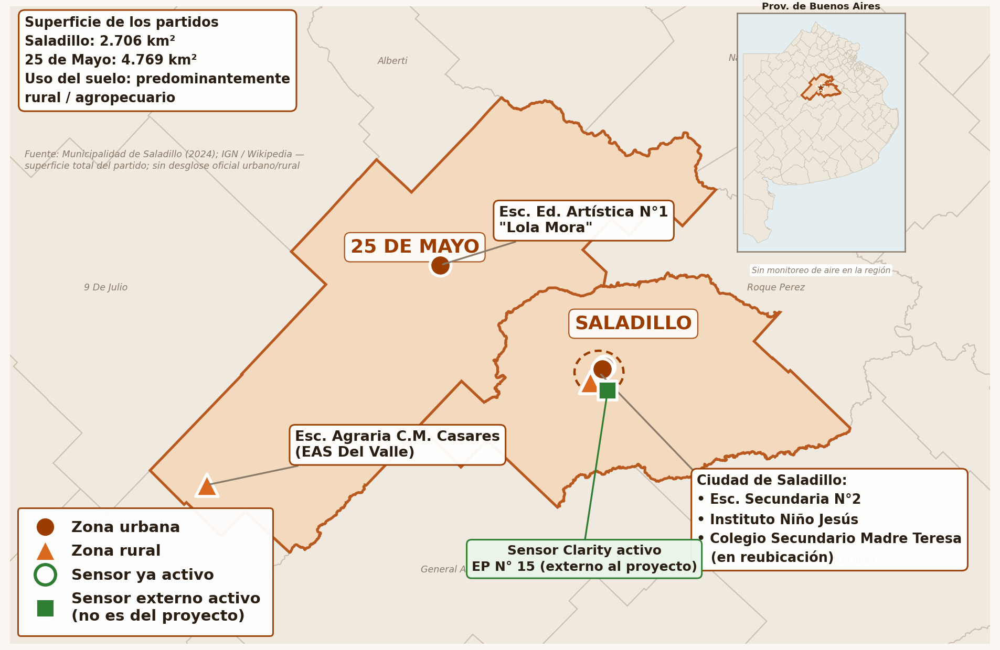 Prov. de Buenos Aires
Superficie de los partidos
Saladillo: 2.706 km²
25 de Mayo: 4.769 km²
Uso del suelo: predominantemente
rural / agropecuario
Alberti
Fuente: Municipalidad de Saladillo (2024); IGN / Wikipedia —
superficie total del partido; sin desglose oficial urbano/rural
Esc. Ed. Artística N°1
"Lola Mora"
25 DE MAYO
Sin monitoreo de aire en la región
9 De Julio
Roque Perez
SALADILLO
Esc. Agraria C.M. Casares
(EAS Del Valle)
Ciudad de Saladillo:
• Esc. Secundaria N°2
• Instituto Niño Jesús
• Colegio Secundario Madre Teresa
(en reubicación)
Zona urbana
Zona rural
Sensor ya activo
Sensor externo activo
(no es del proyecto)
General A
Sensor Clarity activo
EP N° 15 (externo al proyecto)